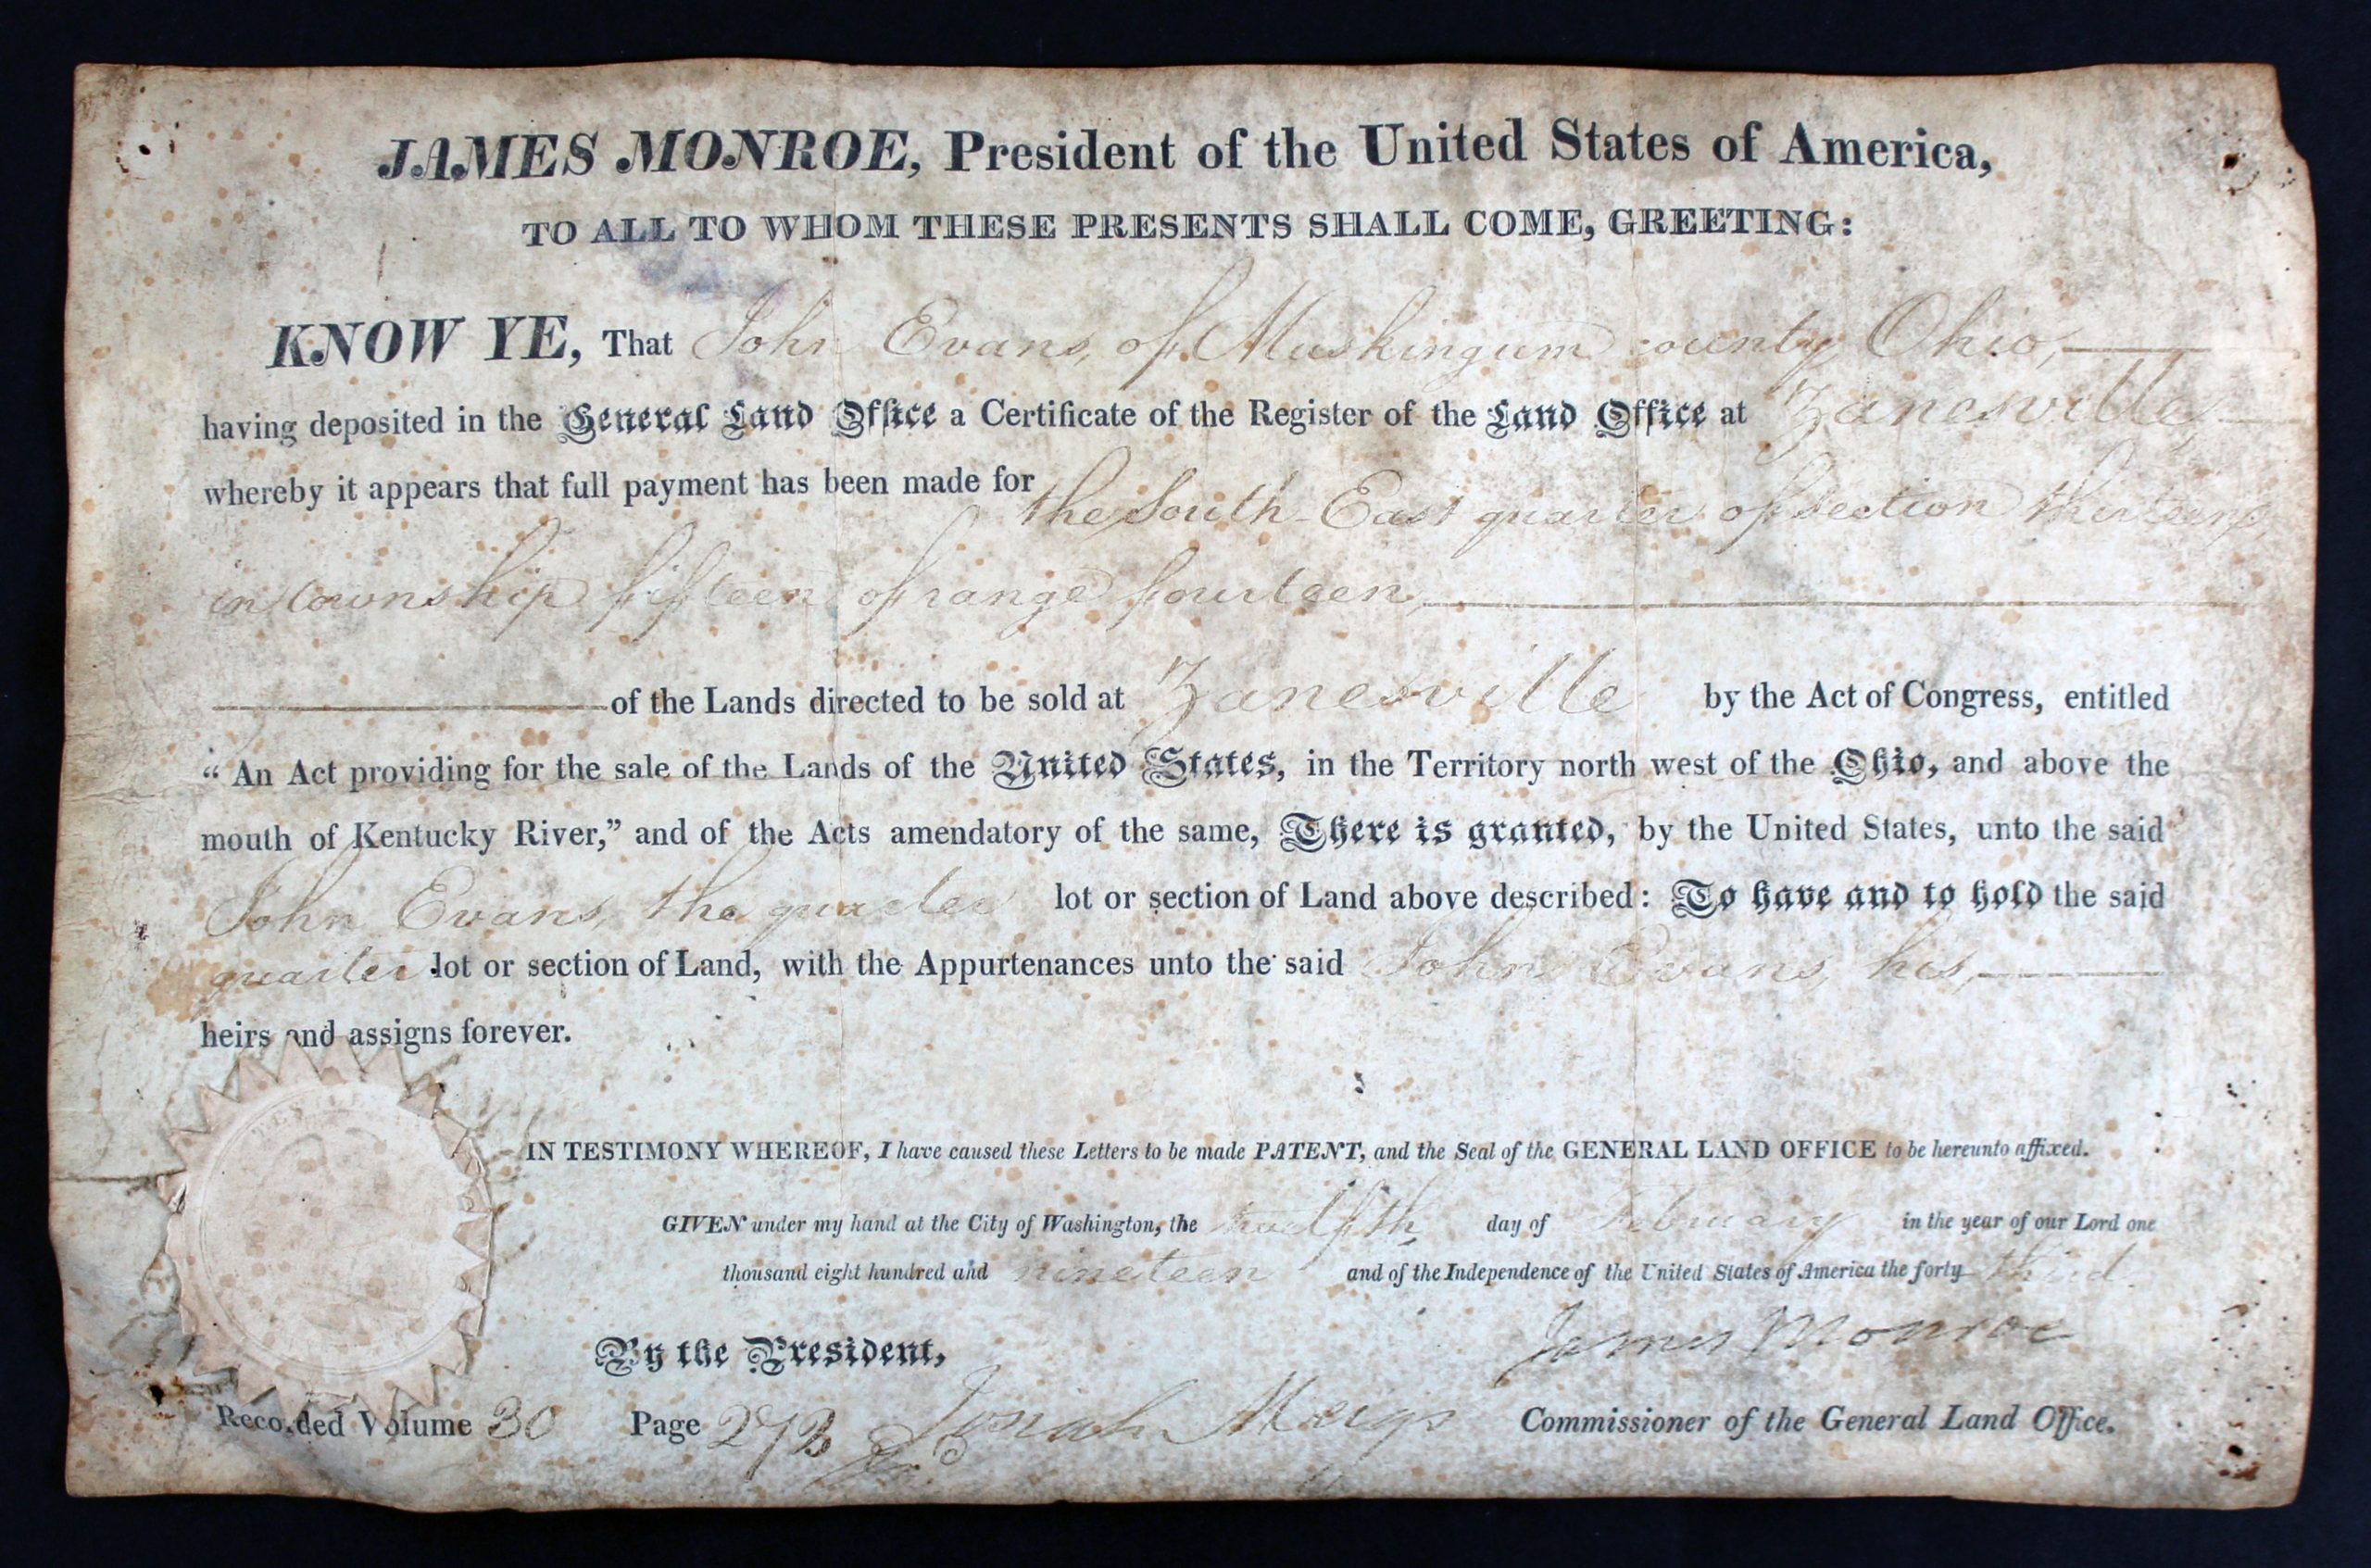 JAMES MONROE, President of the United States of America,
TO ALL TO WHOM THESE PRESENTS SHALL COME, GREETING:
KNOW YE, That John Evans, of Muskingum county Ohio,
having deposited in the General Land Office a Certificate of the Register of the Land Office at Zanesville,
whereby it appears that full payment has been made for the South-East quarter of section thirteen,
in township fifteen of range fourteen,
of the Lands directed to be sold at Zanesville by the Act of Congress, entitled
“An Act providing for the sale of the Lands of the United States, in the Territory north west of the Ohio, and above the
mouth of Kentucky River,” and of the Acts amendatory of the same, There is granted, by the United States, unto the said
John Evans, the quarter lot or section of Land above described: To have and to hold the said
quarter lot or section of Land, with the Appurtenances unto the said John Evans, his,
heirs and assigns forever.
IN TESTIMONY WHEREOF, I have caused these Letters to be made PATENT, and the Seal of the GENERAL LAND OFFICE to be hereunto affixed.
GIVEN under my hand at the City of Washington, the twelfth day of February in the year of our Lord one
thousand eight hundred and nineteen and of the Independence of the United States of America the forty third.
James Monroe
By the President,
Josiah Meigs Commissioner of the General Land Office.
Recorded Volume 30 Page 272